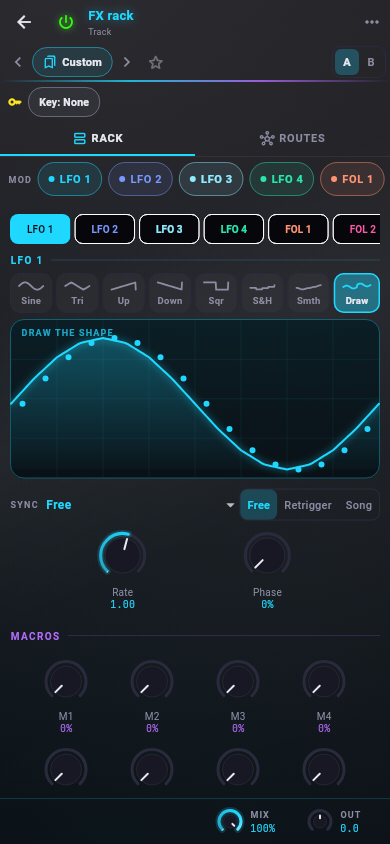 FX rack
Track
Custom
A
B
Key: None
RACK
ROUTES
MOD
LFO 1
LFO 2
LFO 3
LFO 4
FOL 1
LFO 1
LFO 2
LFO 3
LFO 4
FOL 1
FOL 2
LFO 1
Sine
Tri
Up
Down
Sqr
S&H
Smth
Draw
DRAW THE SHAPE
SYNC
Free
Free
Retrigger
Song
Rate
1.00
Phase
0%
MACROS
M1
0%
M2
0%
M3
0%
M4
0%
MIX
100%
OUT
0.0